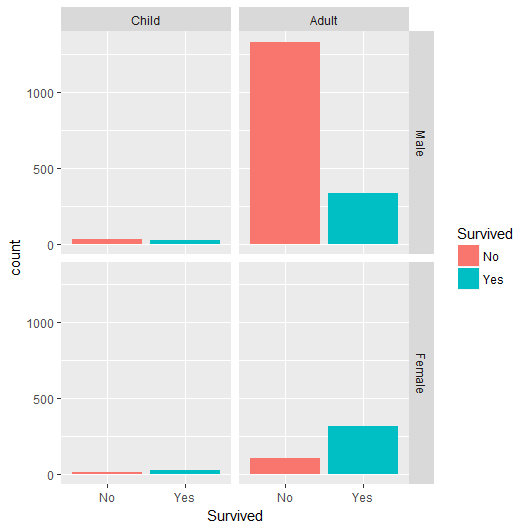 Child Adult
1000
500
0
Male
count
Survived
No
Yes
1000
500
0
Female
No Yes No Yes
Survived